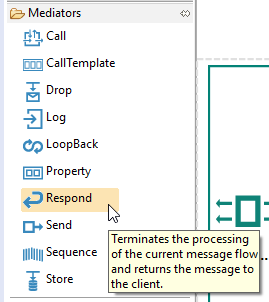 Mediators
Call
CallTemplate
Drop
Log
LoopBack
Property
Respond
Send
Sequence
Store
Terminates the processing
of the current message flow
and returns the message to
the client.